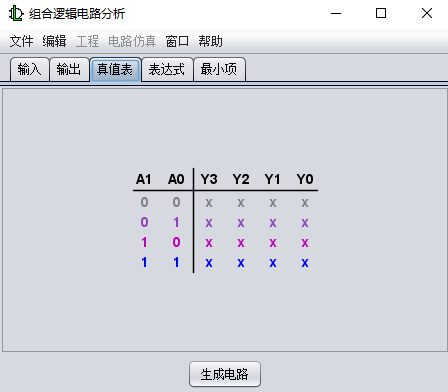 组合逻辑电路分析
文件 编辑 工程 电路仿真 窗口 帮助
输入 输出 真值表 表达式 最小项
A1 A0 Y3 Y2 Y1 Y0
0 0 x x x x
0 1 x x x x
1 0 x x x x
1 1 x x x x
生成电路